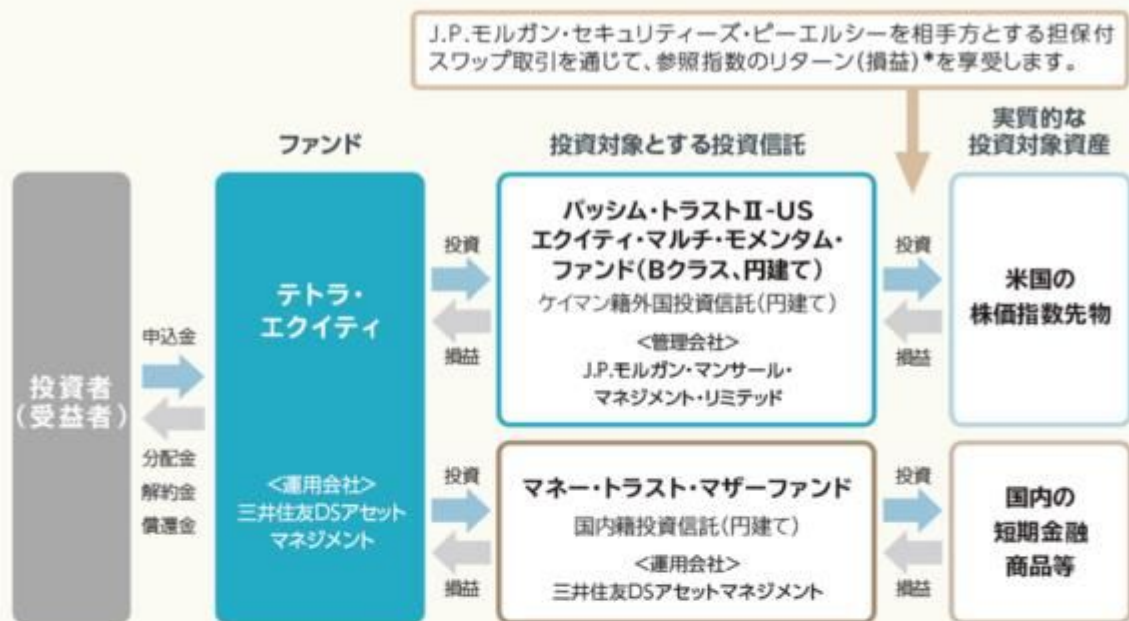 J.P.モルガン・セキュリティーズ・ピーエルシーを相手方とする担保付
スワップ取引を通じて、参照指数のリターン(損益)*を享受します。
ファンド
投資対象とする投資信託
実質的な
投資対象資産
投資者
(受益者)
申込金
分配金
解約金
償還金
テトラ・
エクイティ
<運用会社>
三井住友DSアセット
マネジメント
投資
損益
パッシム・トラストⅡ-US
エクイティ・マルチ・モメンタム・
ファンド(Bクラス、円建て)
ケイマン籍外国投資信託(円建て)
<管理会社>
J.P.モルガン・マンサール・
マネジメント・リミテッド
投資
損益
米国の
株価指数先物
投資
損益
マネー・トラスト・マザーファンド
国内籍投資信託(円建て)
<運用会社>
三井住友DSアセットマネジメント
投資
損益
国内の
短期金融
商品等